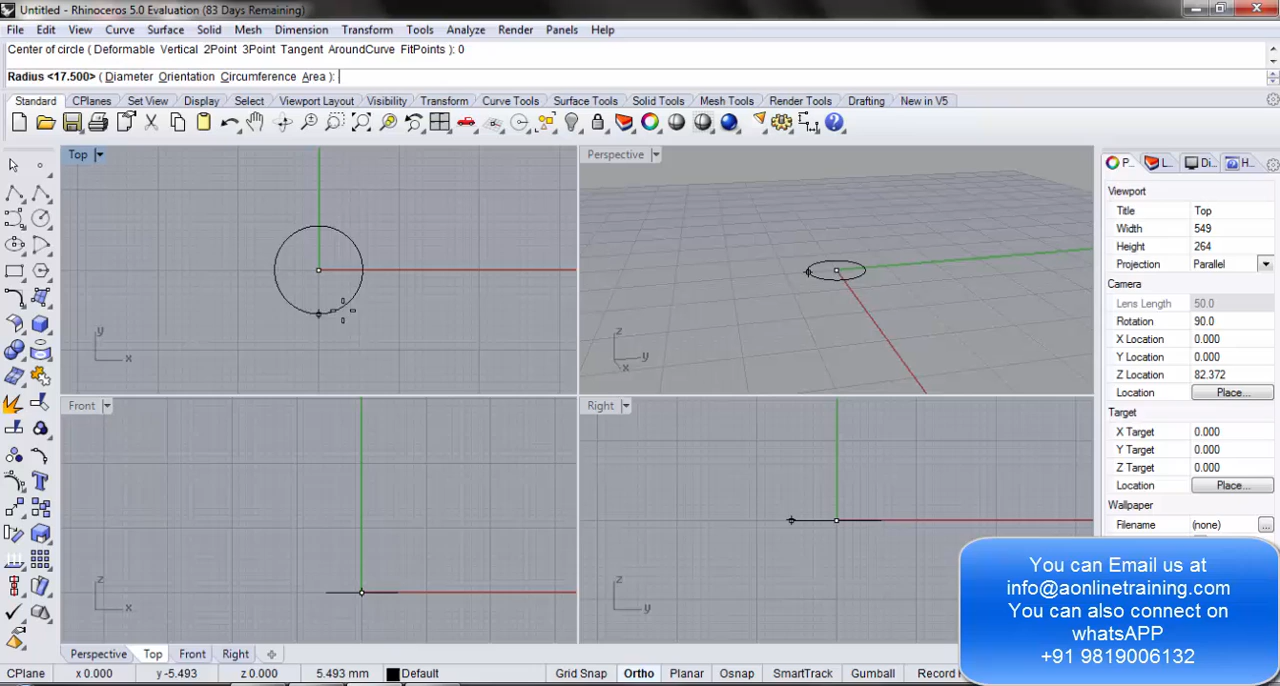 Untitled - Rhinoceros 5.0 Evaluation (83 Days Remaining)
File Edit View Curve Surface Solid Mesh Dimension Transform Tools Analyze Render Panels Help
Center of circle ( Deformable Vertical 2Point 3Point Tangent AroundCurve FitPoints ): 0
Radius <17.500> ( Diameter Orientation Circumference Area ):
Standard CPlanes Set View Display Select Viewport Layout Visibility Transform Curve Tools Surface Tools Solid Tools Mesh Tools Render Tools Drafting New in V5
Top
Perspective
P... L... Di... H...
Viewport
Title Top
Width 549
Height 264
Projection Parallel
Camera
Lens Length 50.0
Rotation 90.0
X Location 0.000
Y Location 0.000
Z Location 82.372
Location Place...
Target
X Target 0.000
Y Target 0.000
Z Target 0.000
Location Place...
Wallpaper
Filename (none) ...
y
x
z
y
x
Front
Right
z
x
z
y
You can Email us at
info@aonlinetraining.com
You can also connect on
whatsAPP
+91 9819006132
Perspective Top Front Right
CPlane x 0.000 y -5.493 z 0.000 5.493 mm Default Grid Snap Ortho Planar Osnap SmartTrack Gumball Record H